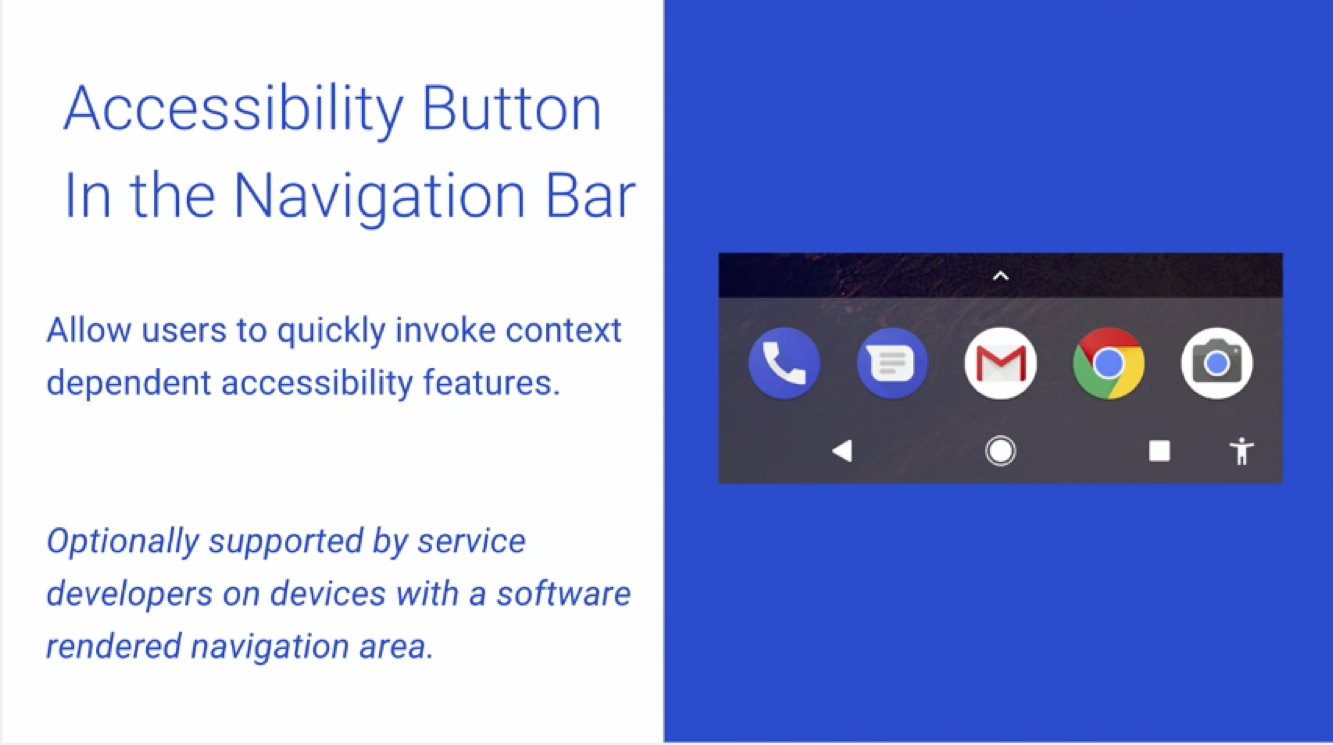 Accessibility Button
In the Navigation Bar
Allow users to quickly invoke context
dependent accessibility features.
Optionally supported by service
developers on devices with a software
rendered navigation area.